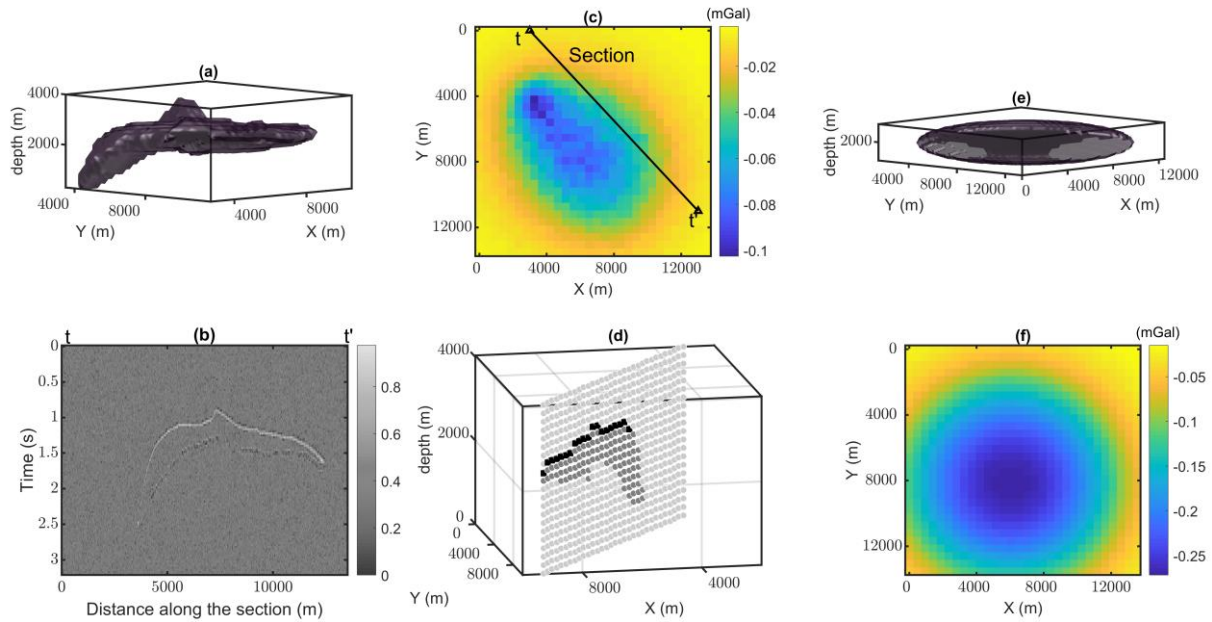 (a)
4000
2000
depth (m)
4000
8000
Y (m)
4000
8000
X (m)
(c)
(mGal)
0
4000
8000
12000
Y (m)
t
Section
t'
0
4000
8000
12000
X (m)
-0.02
-0.04
-0.06
-0.08
-0.1
(e)
depth (m)
2000
4000
8000
12000
Y (m)
0
4000
8000
12000
X (m)
t
(b)
t'
0
0.5
1
1.5
2
2.5
3
Time (s)
0
5000
10000
Distance along the section (m)
0.8
0.6
0.4
0.2
0
(d)
4000
2000
0
depth (m)
0
4000
8000
Y (m)
8000
4000
X (m)
(f)
(mGal)
0
4000
8000
12000
Y (m)
0
4000
8000
12000
X (m)
-0.05
-0.1
-0.15
-0.2
-0.25